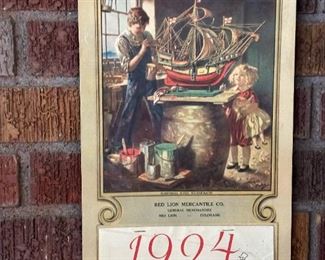 RED LION MERCANTILE CO.
GENERAL MERCHANDISE
RED LION COLORADO
1924